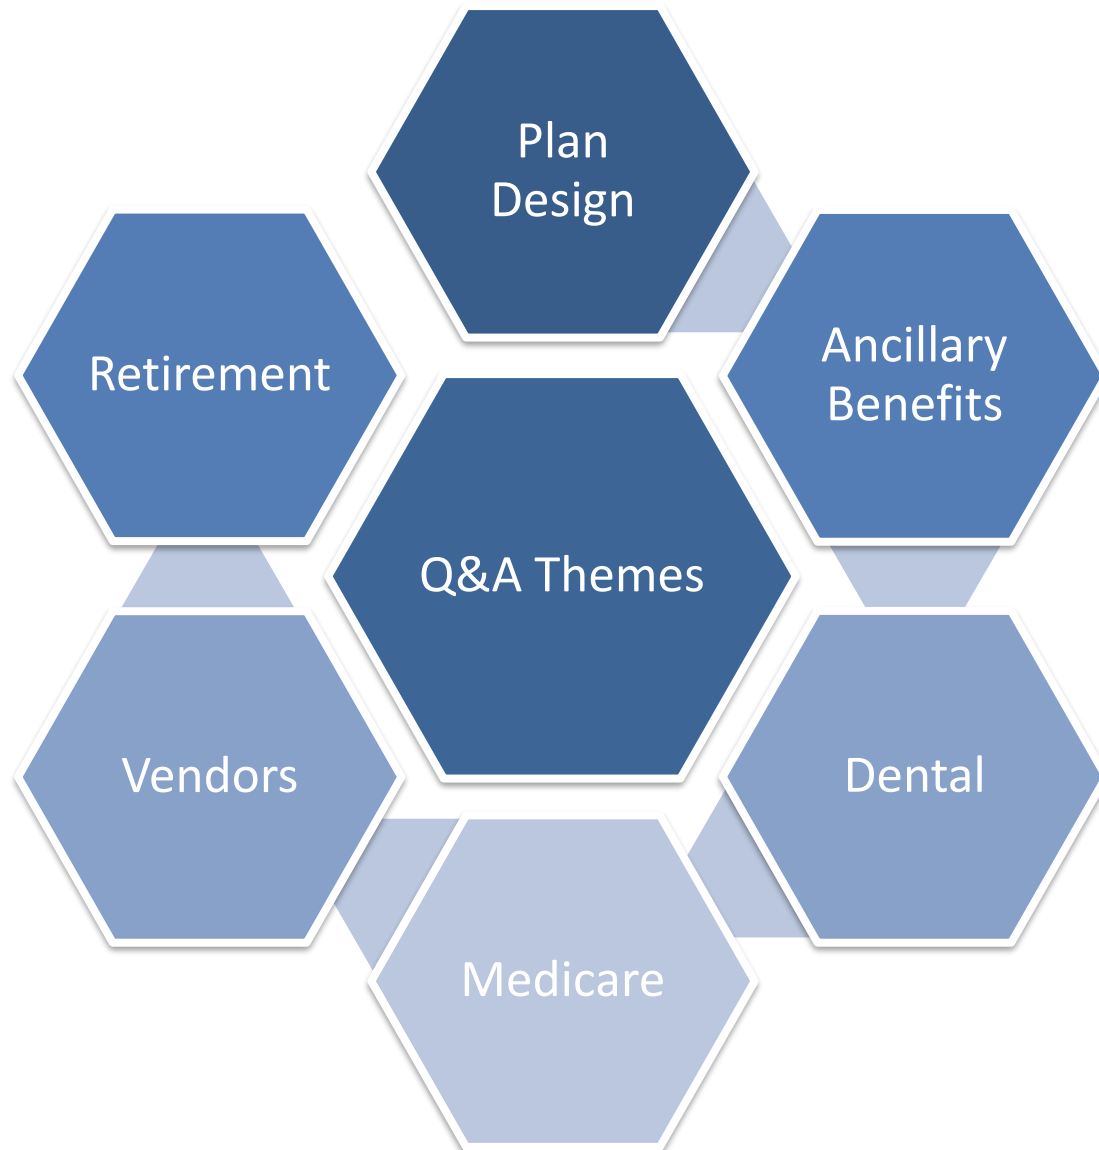 Plan
Design
Ancillary
Benefits
Retirement
Q&A Themes
Vendors
Dental
Medicare